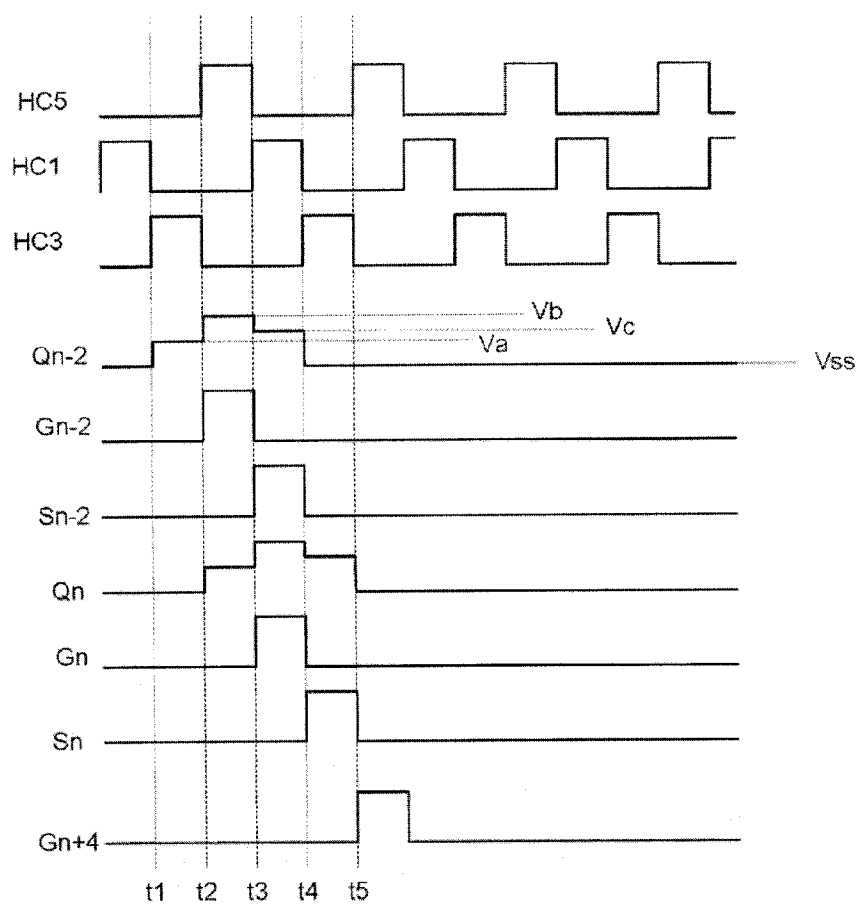 HC5
HC1
HC3
Vb
Vc
Va
Qn-2
Vss
Gn-2
Sn-2
Qn
Gn
Sn
Gn+4
t1 t2 t3 t4 t5